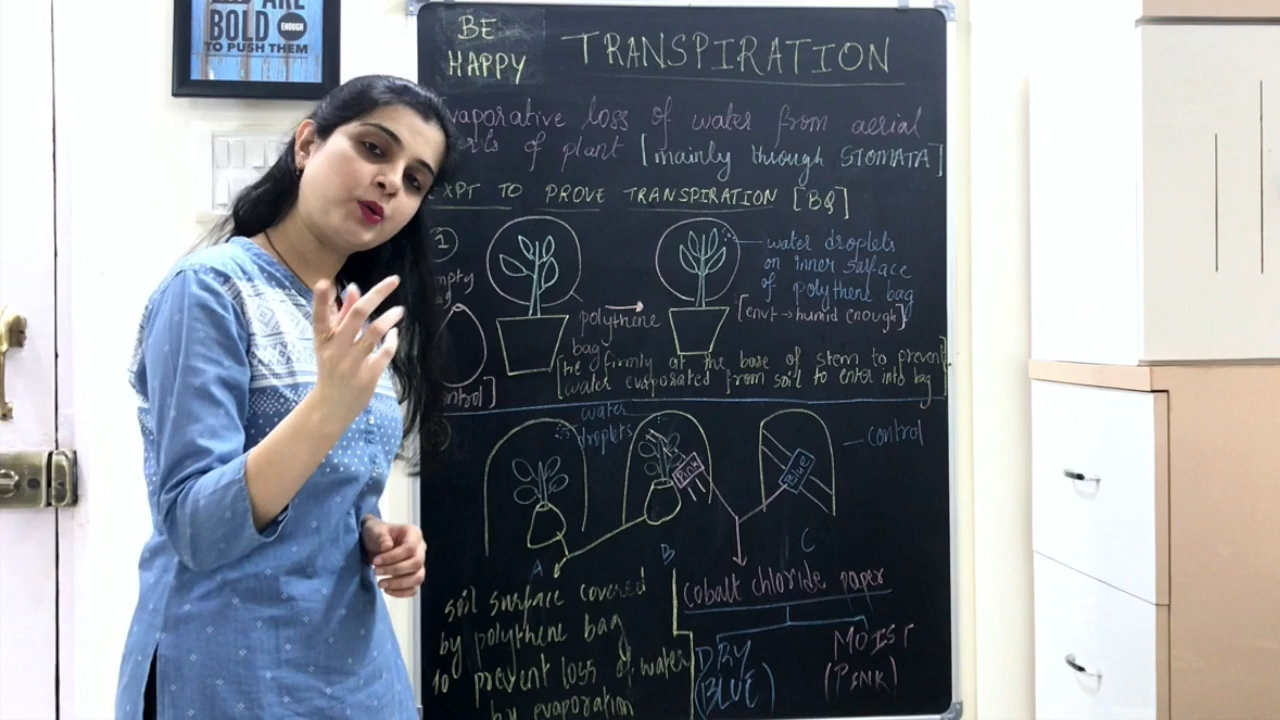 ARE
BOLD
ENOUGH
TO PUSH THEM
BE
HAPPY
TRANSPIRATION
vaporative loss of water from aerial
of plant [mainly through STOMATA]
XPT TO PROVE TRANSPIRATION [BQ]
1
mpty
ag
ontrol]
polythene
bag
water droplets
on inner surface
of polythene bag
[envt → humid enough]
[tie firmly at the base of stem to prevent
water evaporated from soil to enter into bag]
water
droplets
Pink
Blue
control
A
B
C
soil surface covered
by polythene bag
to prevent loss of water
by evaporation
cobalt chloride paper
DRY
(BLUE)
MOIST
(PINK)